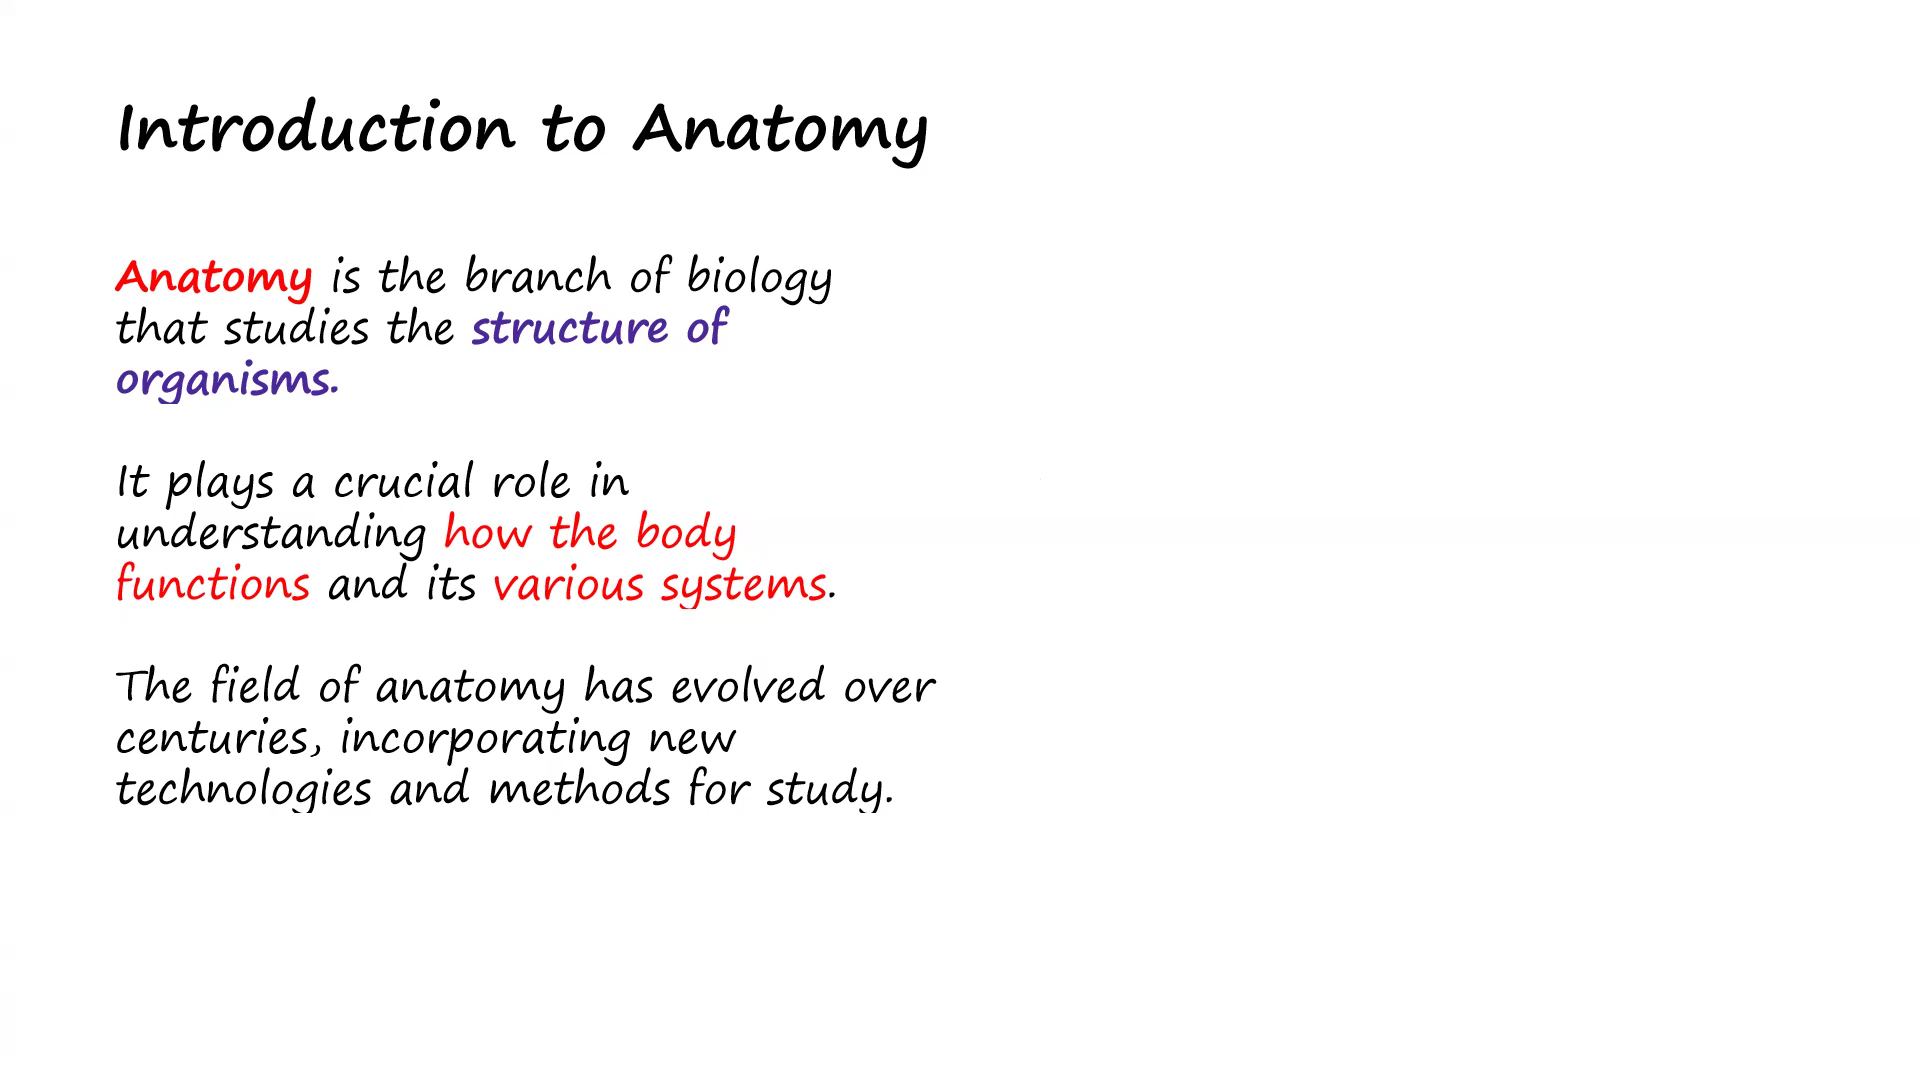 Introduction to Anatomy
Anatomy is the branch of biology
that studies the structure of
organisms.
It plays a crucial role in
understanding how the body
functions and its various systems.
The field of anatomy has evolved over
centuries, incorporating new
technologies and methods for study.